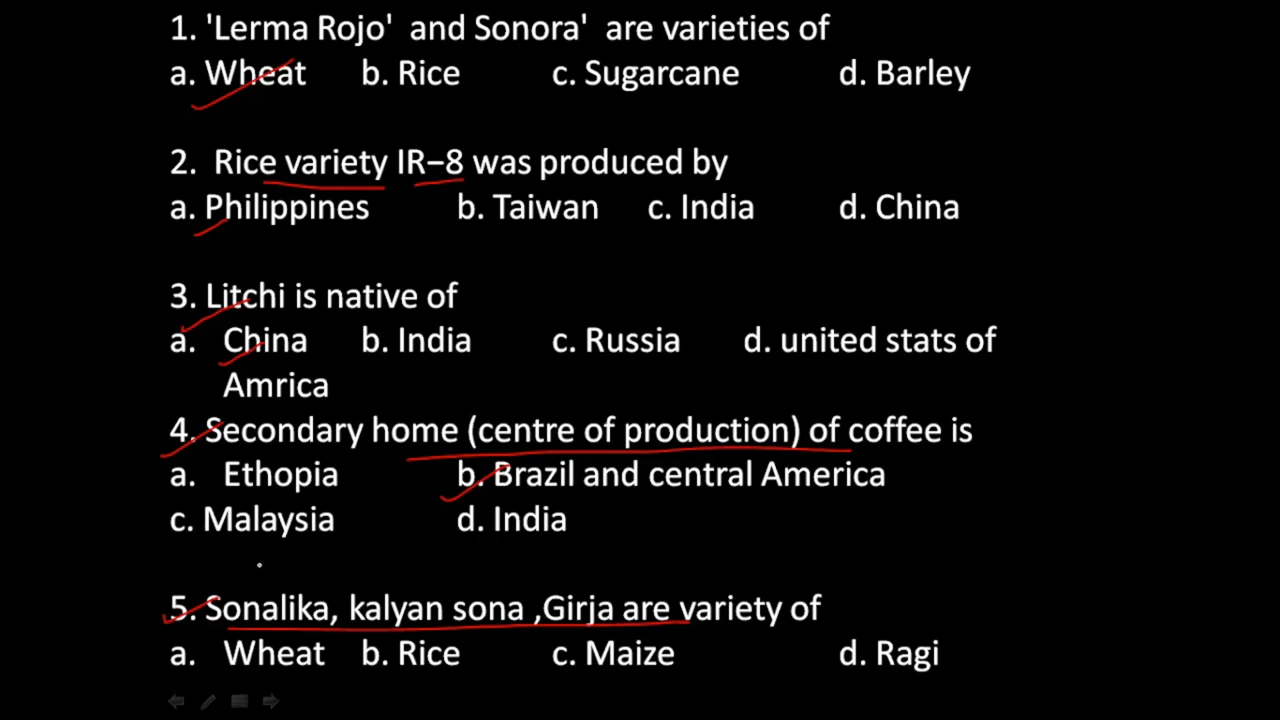 1. 'Lerma Rojo'  and Sonora'  are varieties of
a. Wheat b. Rice c. Sugarcane d. Barley
2.  Rice variety IR–8 was produced by
a. Philippines b. Taiwan c. India d. China
3. Litchi is native of
a. China b. India c. Russia d. united stats of
Amrica
4. Secondary home (centre of production) of coffee is
a. Ethopia b. Brazil and central America
c. Malaysia d. India
5. Sonalika, kalyan sona ,Girja are variety of
a. Wheat b. Rice c. Maize d. Ragi